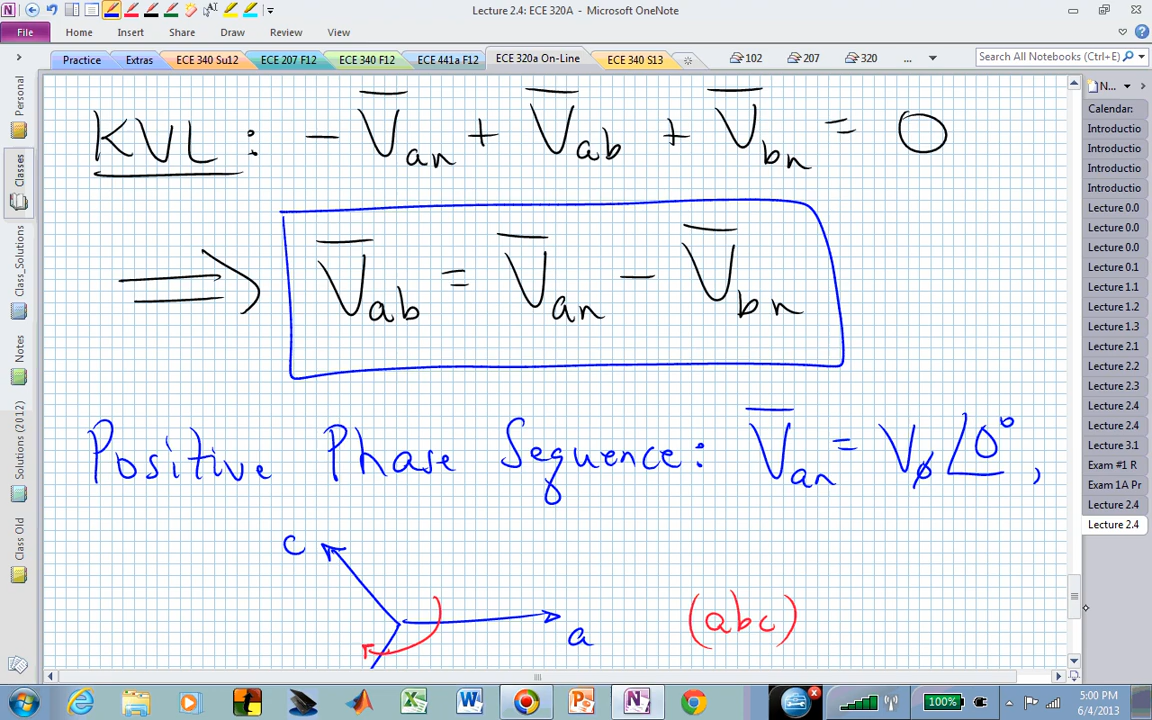 Lecture 2.4: ECE 320A - Microsoft OneNote
File Home Insert Share Draw Review View
Practice Extras ECE 340 Su12 ECE 207 F12 ECE 340 F12 ECE 441a F12 ECE 320a On-Line ECE 340 S13 102 207 320 ... Search All Notebooks (Ctrl+E)
Personal
Classes
Class_Solutions
Notes
Solutions (2012)
Class Old
KVL: - V̅an + V̅ab + V̅bn = 0
⇒ V̅ab = V̅an - V̅bn
Positive Phase Sequence: V̅an = Vϕ∠0°,
c
a
(abc)
N...
Calendar:
Introductio
Introductio
Introductio
Introductio
Lecture 0.0
Lecture 0.0
Lecture 0.0
Lecture 0.1
Lecture 1.1
Lecture 1.2
Lecture 1.3
Lecture 2.1
Lecture 2.2
Lecture 2.3
Lecture 2.4
Lecture 2.4
Lecture 3.1
Exam #1 R
Exam 1A Pr
Lecture 2.4
Lecture 2.4
100%
5:00 PM
6/4/2013